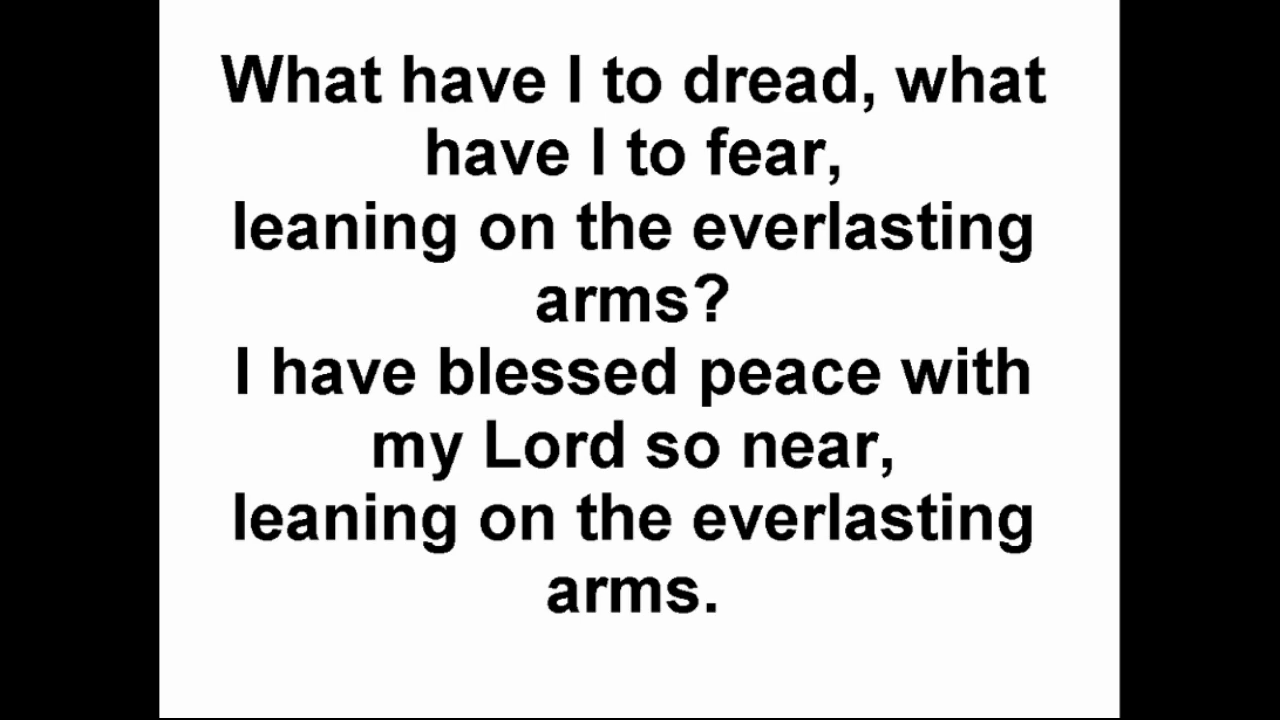 What have I to dread, what
have I to fear,
leaning on the everlasting
arms?
I have blessed peace with
my Lord so near,
leaning on the everlasting
arms.